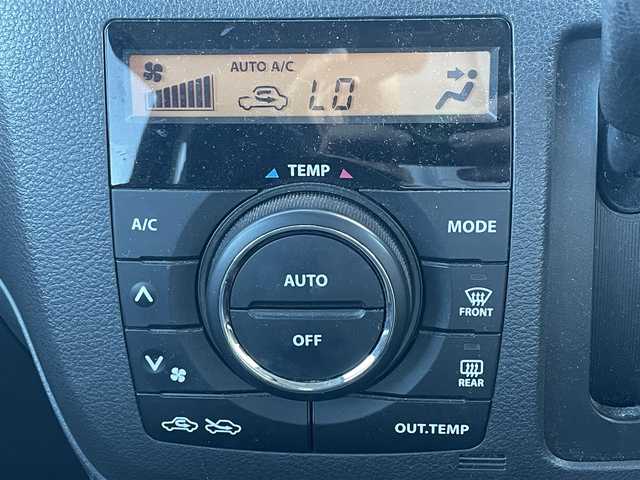 AUTO A/C
LO
TEMP
A/C
MODE
AUTO
OFF
FRONT
REAR
OUT.TEMP